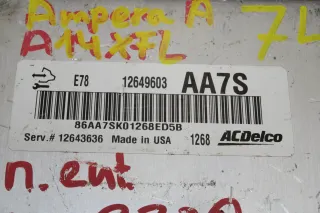 Ampera A
7L
A14XFL
E78 12649603 AA7S
86AA7SK01268ED5B
Serv.# 12643636 Made in USA 1268 ACDelco
n. ent